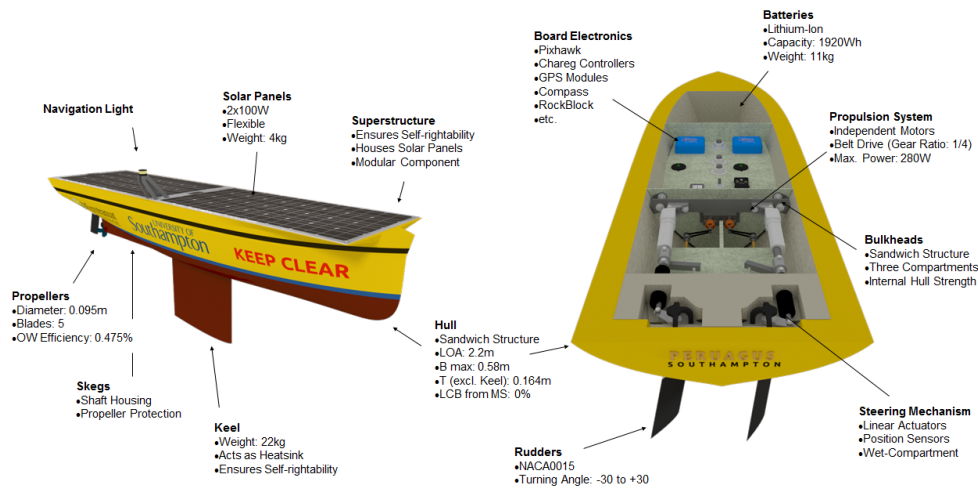 Navigation Light
Solar Panels
•2x100W
•Flexible
•Weight: 4kg
Superstructure
•Ensures Self-rightability
•Houses Solar Panels
•Modular Component
UNIVERSITY OF
Southampton
KEEP CLEAR
Propellers
•Diameter: 0.095m
•Blades: 5
•OW Efficiency: 0.475%
Skegs
•Shaft Housing
•Propeller Protection
Keel
•Weight: 22kg
•Acts as Heatsink
•Ensures Self-rightability
Hull
•Sandwich Structure
•LOA: 2.2m
•B max: 0.58m
•T (excl. Keel): 0.164m
•LCB from MS: 0%
Board Electronics
•Pixhawk
•Chareg Controllers
•GPS Modules
•Compass
•RockBlock
•etc.
Batteries
•Lithium-Ion
•Capacity: 1920Wh
•Weight: 11kg
Propulsion System
•Independent Motors
•Belt Drive (Gear Ratio: 1/4)
•Max. Power: 280W
Bulkheads
•Sandwich Structure
•Three Compartments
•Internal Hull Strength
PERUAGUS
SOUTHAMPTON
Rudders
•NACA0015
•Turning Angle: -30 to +30
Steering Mechanism
•Linear Actuators
•Position Sensors
•Wet-Compartment